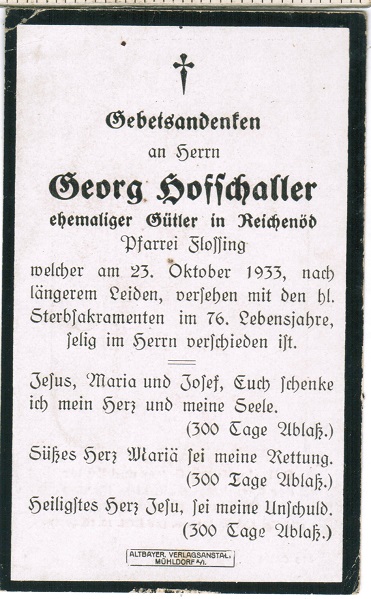 Gebetsandenken
an Herrn
Georg Hofschaller
ehemaliger Gütler in Reichenöd
Pfarrei Flossing
welcher am 23. Oktober 1933, nach
längerem Leiden, versehen mit den hl.
Sterbsakramenten im 76. Lebensjahre,
selig im Herrn verschieden ist.
Jesus, Maria und Josef, Euch schenke
ich mein Herz und meine Seele.
(300 Tage Ablaß.)
Süßes Herz Mariä sei meine Rettung.
(300 Tage Ablaß.)
Heiligstes Herz Jesu, sei meine Unschuld.
(300 Tage Ablaß.)
ALTBAYER. VERLAGSANSTAL.
MÜHLDORF a/I.